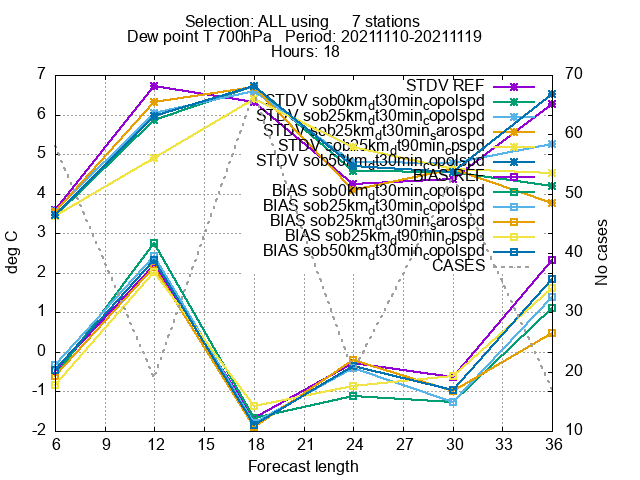 Selection: ALL using 7 stations
Dew point T 700hPa Period: 20211110-20211119
Hours: 18
STDV REF
STDV sob0km_dt30min_copolspd
STDV sob25km_dt30min_copolspd
STDV sob25km_dt30min_sarospd
STDV sob25km_dt90min_cpspd
STDV sob50km_dt30min_copolspd
BIAS REF
BIAS sob0km_dt30min_copolspd
BIAS sob25km_dt30min_copolspd
BIAS sob25km_dt30min_sarospd
BIAS sob25km_dt90min_cpspd
BIAS sob50km_dt30min_copolspd
CASES
deg C
No cases
7
6
5
4
3
2
1
0
-1
-2
70
60
50
40
30
20
10
6 9 12 15 18 21 24 27 30 33 36
Forecast length